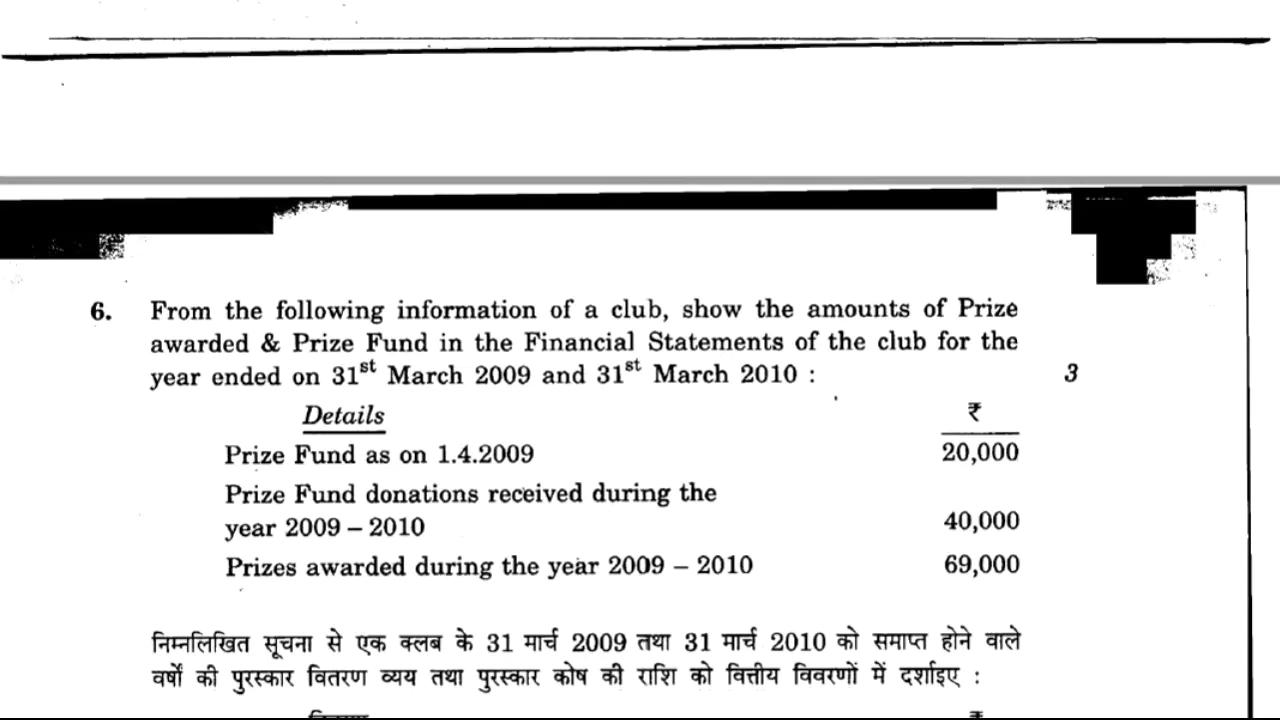 6. From the following information of a club, show the amounts of Prize 
awarded & Prize Fund in the Financial Statements of the club for the
year ended on 31st March 2009 and 31st March 2010 : 3
Details ₹
Prize Fund as on 1.4.2009 20,000
Prize Fund donations received during the
year 2009 – 2010 40,000
Prizes awarded during the year 2009 – 2010 69,000
निम्नलिखित सूचना से एक क्लब के 31 मार्च 2009 तथा 31 मार्च 2010 को समाप्त होने वाले
वर्षों की पुरस्कार वितरण व्यय तथा पुरस्कार कोष की राशि को वित्तीय विवरणों में दर्शाइए :